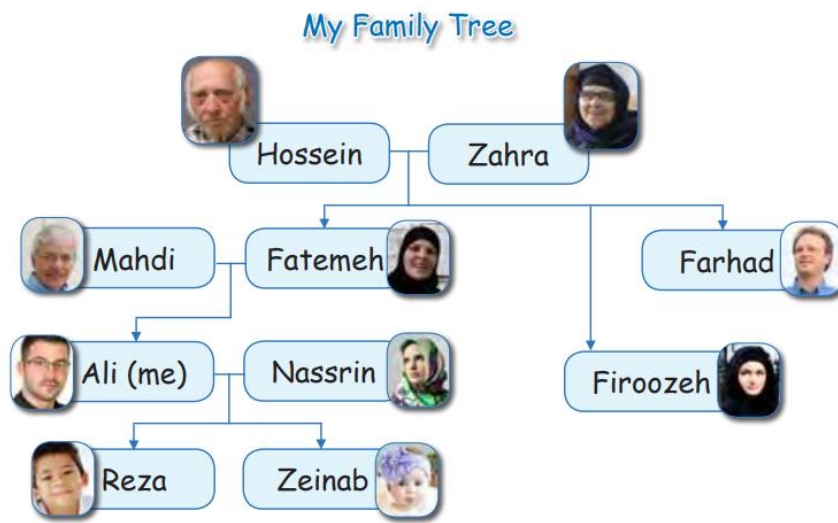 My Family Tree
Hossein
Zahra
Mahdi
Fatemeh
Farhad
Ali (me)
Nassrin
Firoozeh
Reza
Zeinab